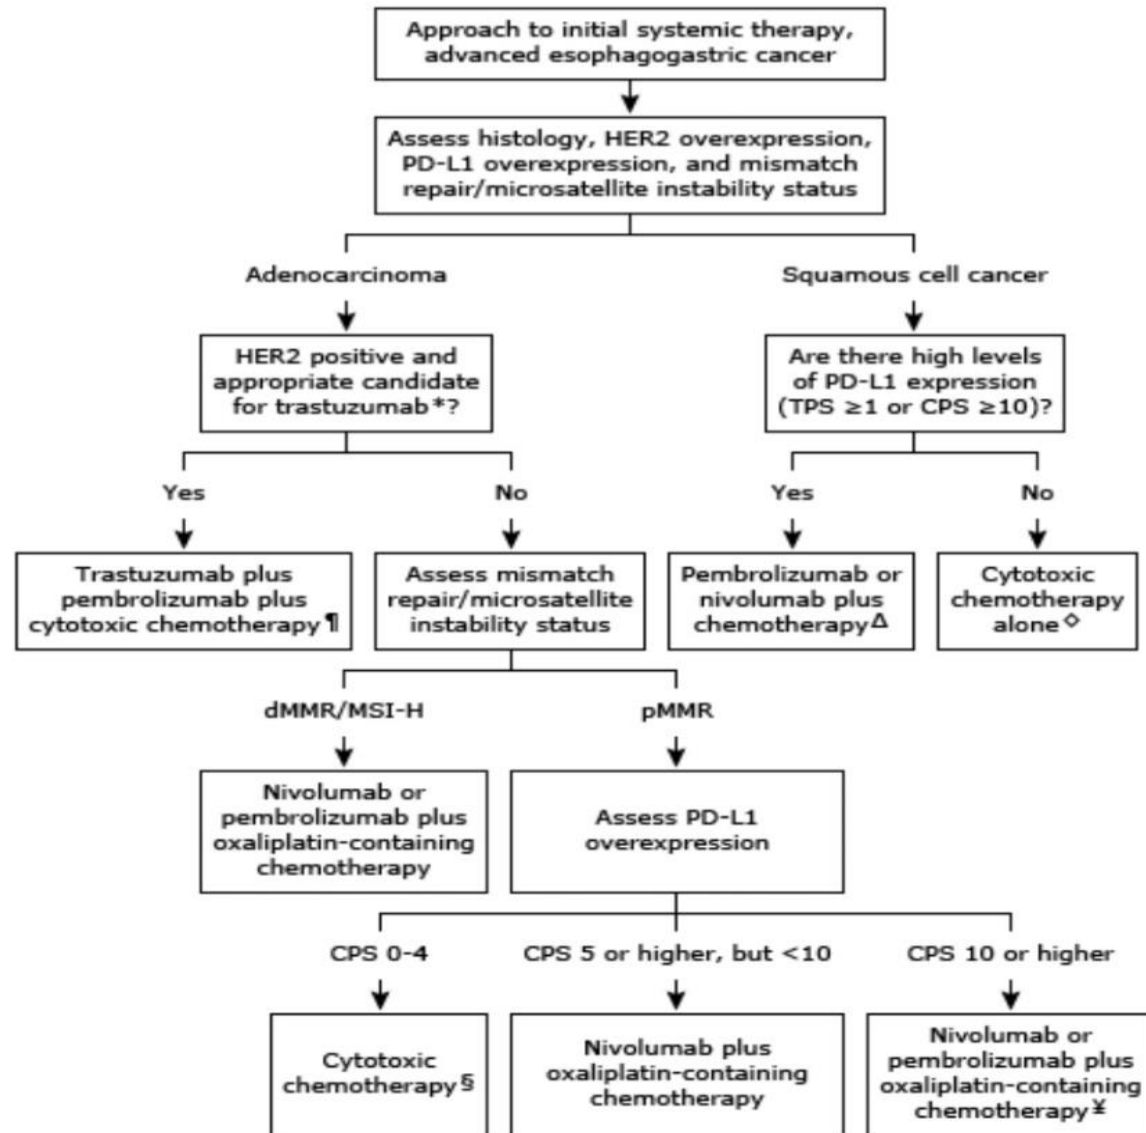 Approach to initial systemic therapy,
advanced esophagogastric cancer
Assess histology, HER2 overexpression,
PD-L1 overexpression, and mismatch
repair/microsatellite instability status
Adenocarcinoma
Squamous cell cancer
HER2 positive and
appropriate candidate
for trastuzumab*?
Are there high levels
of PD-L1 expression
(TPS ≥1 or CPS ≥10)?
Yes
No
Yes
No
Trastuzumab plus
pembrolizumab plus
cytotoxic chemotherapy¶
Assess mismatch
repair/microsatellite
instability status
Pembrolizumab or
nivolumab plus
chemotherapyΔ
Cytotoxic
chemotherapy
alone◇
dMMR/MSI-H
pMMR
Nivolumab or
pembrolizumab plus
oxaliplatin-containing
chemotherapy
Assess PD-L1
overexpression
CPS 0-4
CPS 5 or higher, but <10
CPS 10 or higher
Cytotoxic
chemotherapy§
Nivolumab plus
oxaliplatin-containing
chemotherapy
Nivolumab or
pembrolizumab plus
oxaliplatin-containing
chemotherapy¥